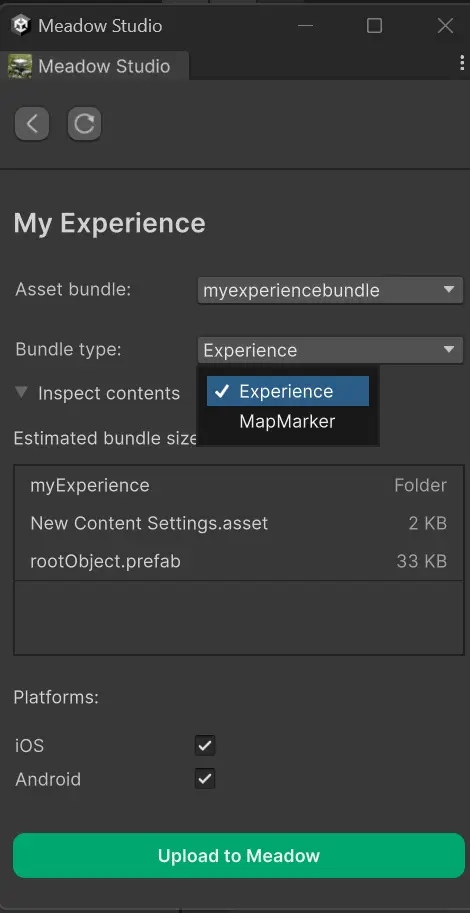 Meadow Studio
Meadow Studio
My Experience
Asset bundle: myexperiencebundle
Bundle type: Experience
Inspect contents
Experience
MapMarker
Estimated bundle size
myExperience Folder
New Content Settings.asset 2 KB
rootObject.prefab 33 KB
Platforms:
iOS
Android
Upload to Meadow